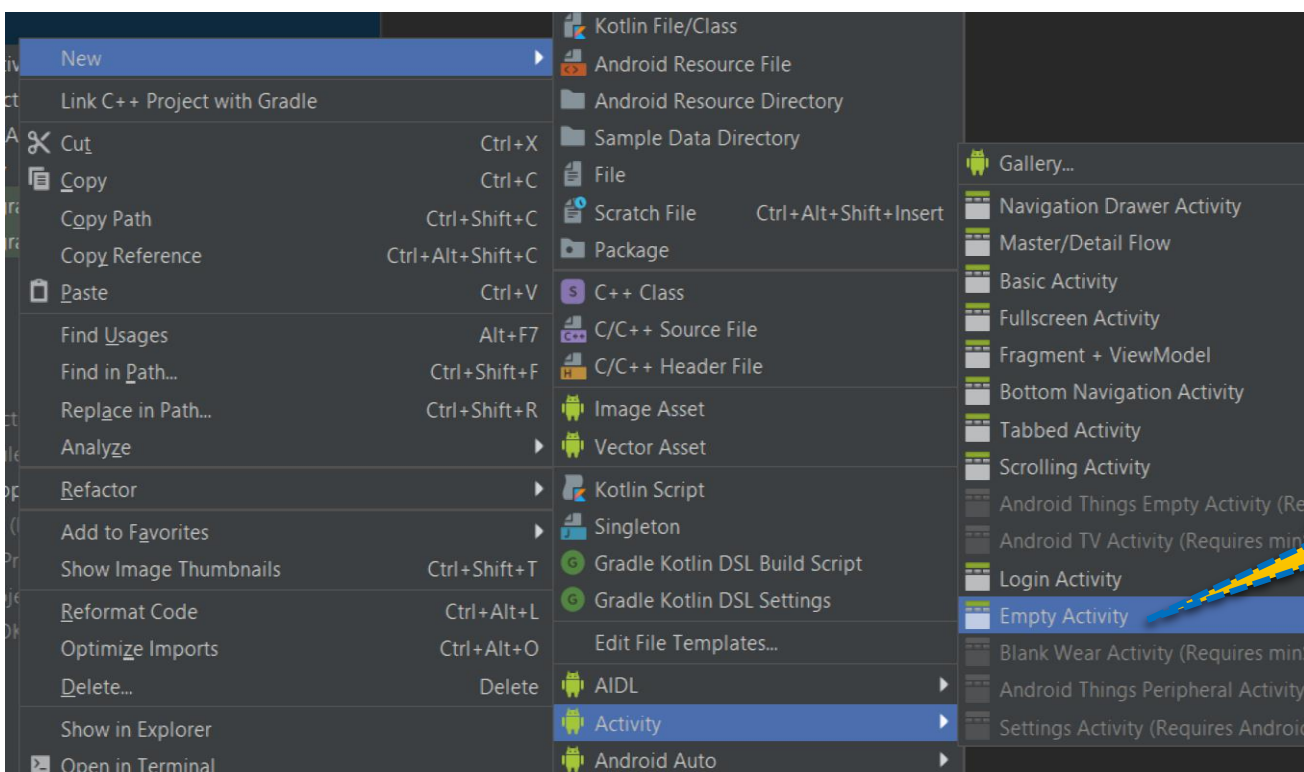 New
Link C++ Project with Gradle
Cut Ctrl+X
Copy Ctrl+C
Copy Path Ctrl+Shift+C
Copy Reference Ctrl+Alt+Shift+C
Paste Ctrl+V
Find Usages Alt+F7
Find in Path... Ctrl+Shift+F
Replace in Path... Ctrl+Shift+R
Analyze
Refactor
Add to Favorites
Show Image Thumbnails Ctrl+Shift+T
Reformat Code Ctrl+Alt+L
Optimize Imports Ctrl+Alt+O
Delete... Delete
Show in Explorer
Open in Terminal
Kotlin File/Class
Android Resource File
Android Resource Directory
Sample Data Directory
File
Scratch File Ctrl+Alt+Shift+Insert
Package
S C++ Class
C++ C/C++ Source File
H C/C++ Header File
Image Asset
Vector Asset
Kotlin Script
J Singleton
G Gradle Kotlin DSL Build Script
G Gradle Kotlin DSL Settings
Edit File Templates...
AIDL
Activity
Android Auto
Gallery...
Navigation Drawer Activity
Master/Detail Flow
Basic Activity
Fullscreen Activity
Fragment + ViewModel
Bottom Navigation Activity
Tabbed Activity
Scrolling Activity
Android Things Empty Activity (Re
Android TV Activity (Requires min
Login Activity
Empty Activity
Blank Wear Activity (Requires min
Android Things Peripheral Activity
Settings Activity (Requires Android